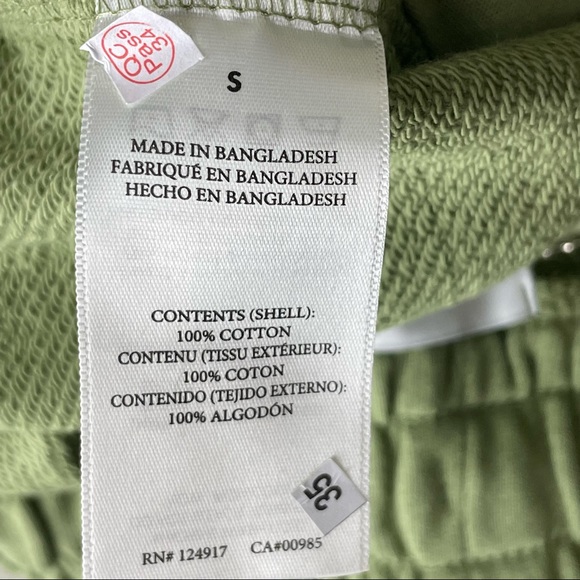 QC's
Pass
34
S
MADE IN BANGLADESH
FABRIQUÉ EN BANGLADESH
HECHO EN BANGLADESH
CONTENTS (SHELL):
100% COTTON
CONTENU (TISSU EXTÉRIEUR):
100% COTON
CONTENIDO (TEJIDO EXTERNO):
100% ALGODÓN
35
RN# 124917 CA#00985